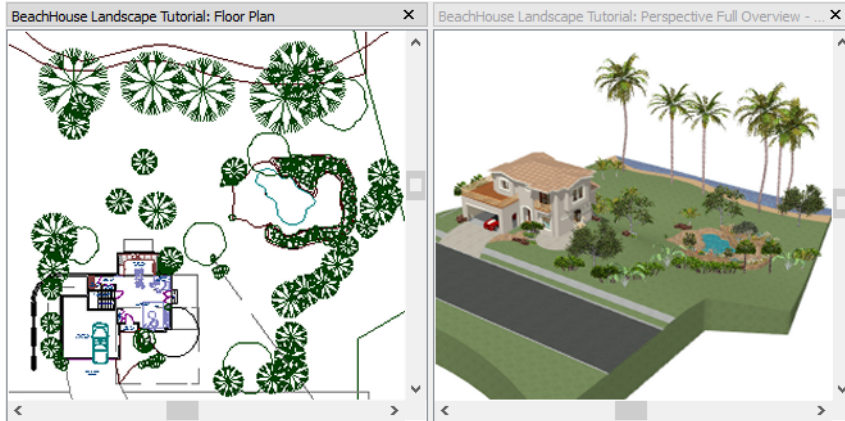 BeachHouse Landscape Tutorial: Floor Plan
BeachHouse Landscape Tutorial: Perspective Full Overview - ...